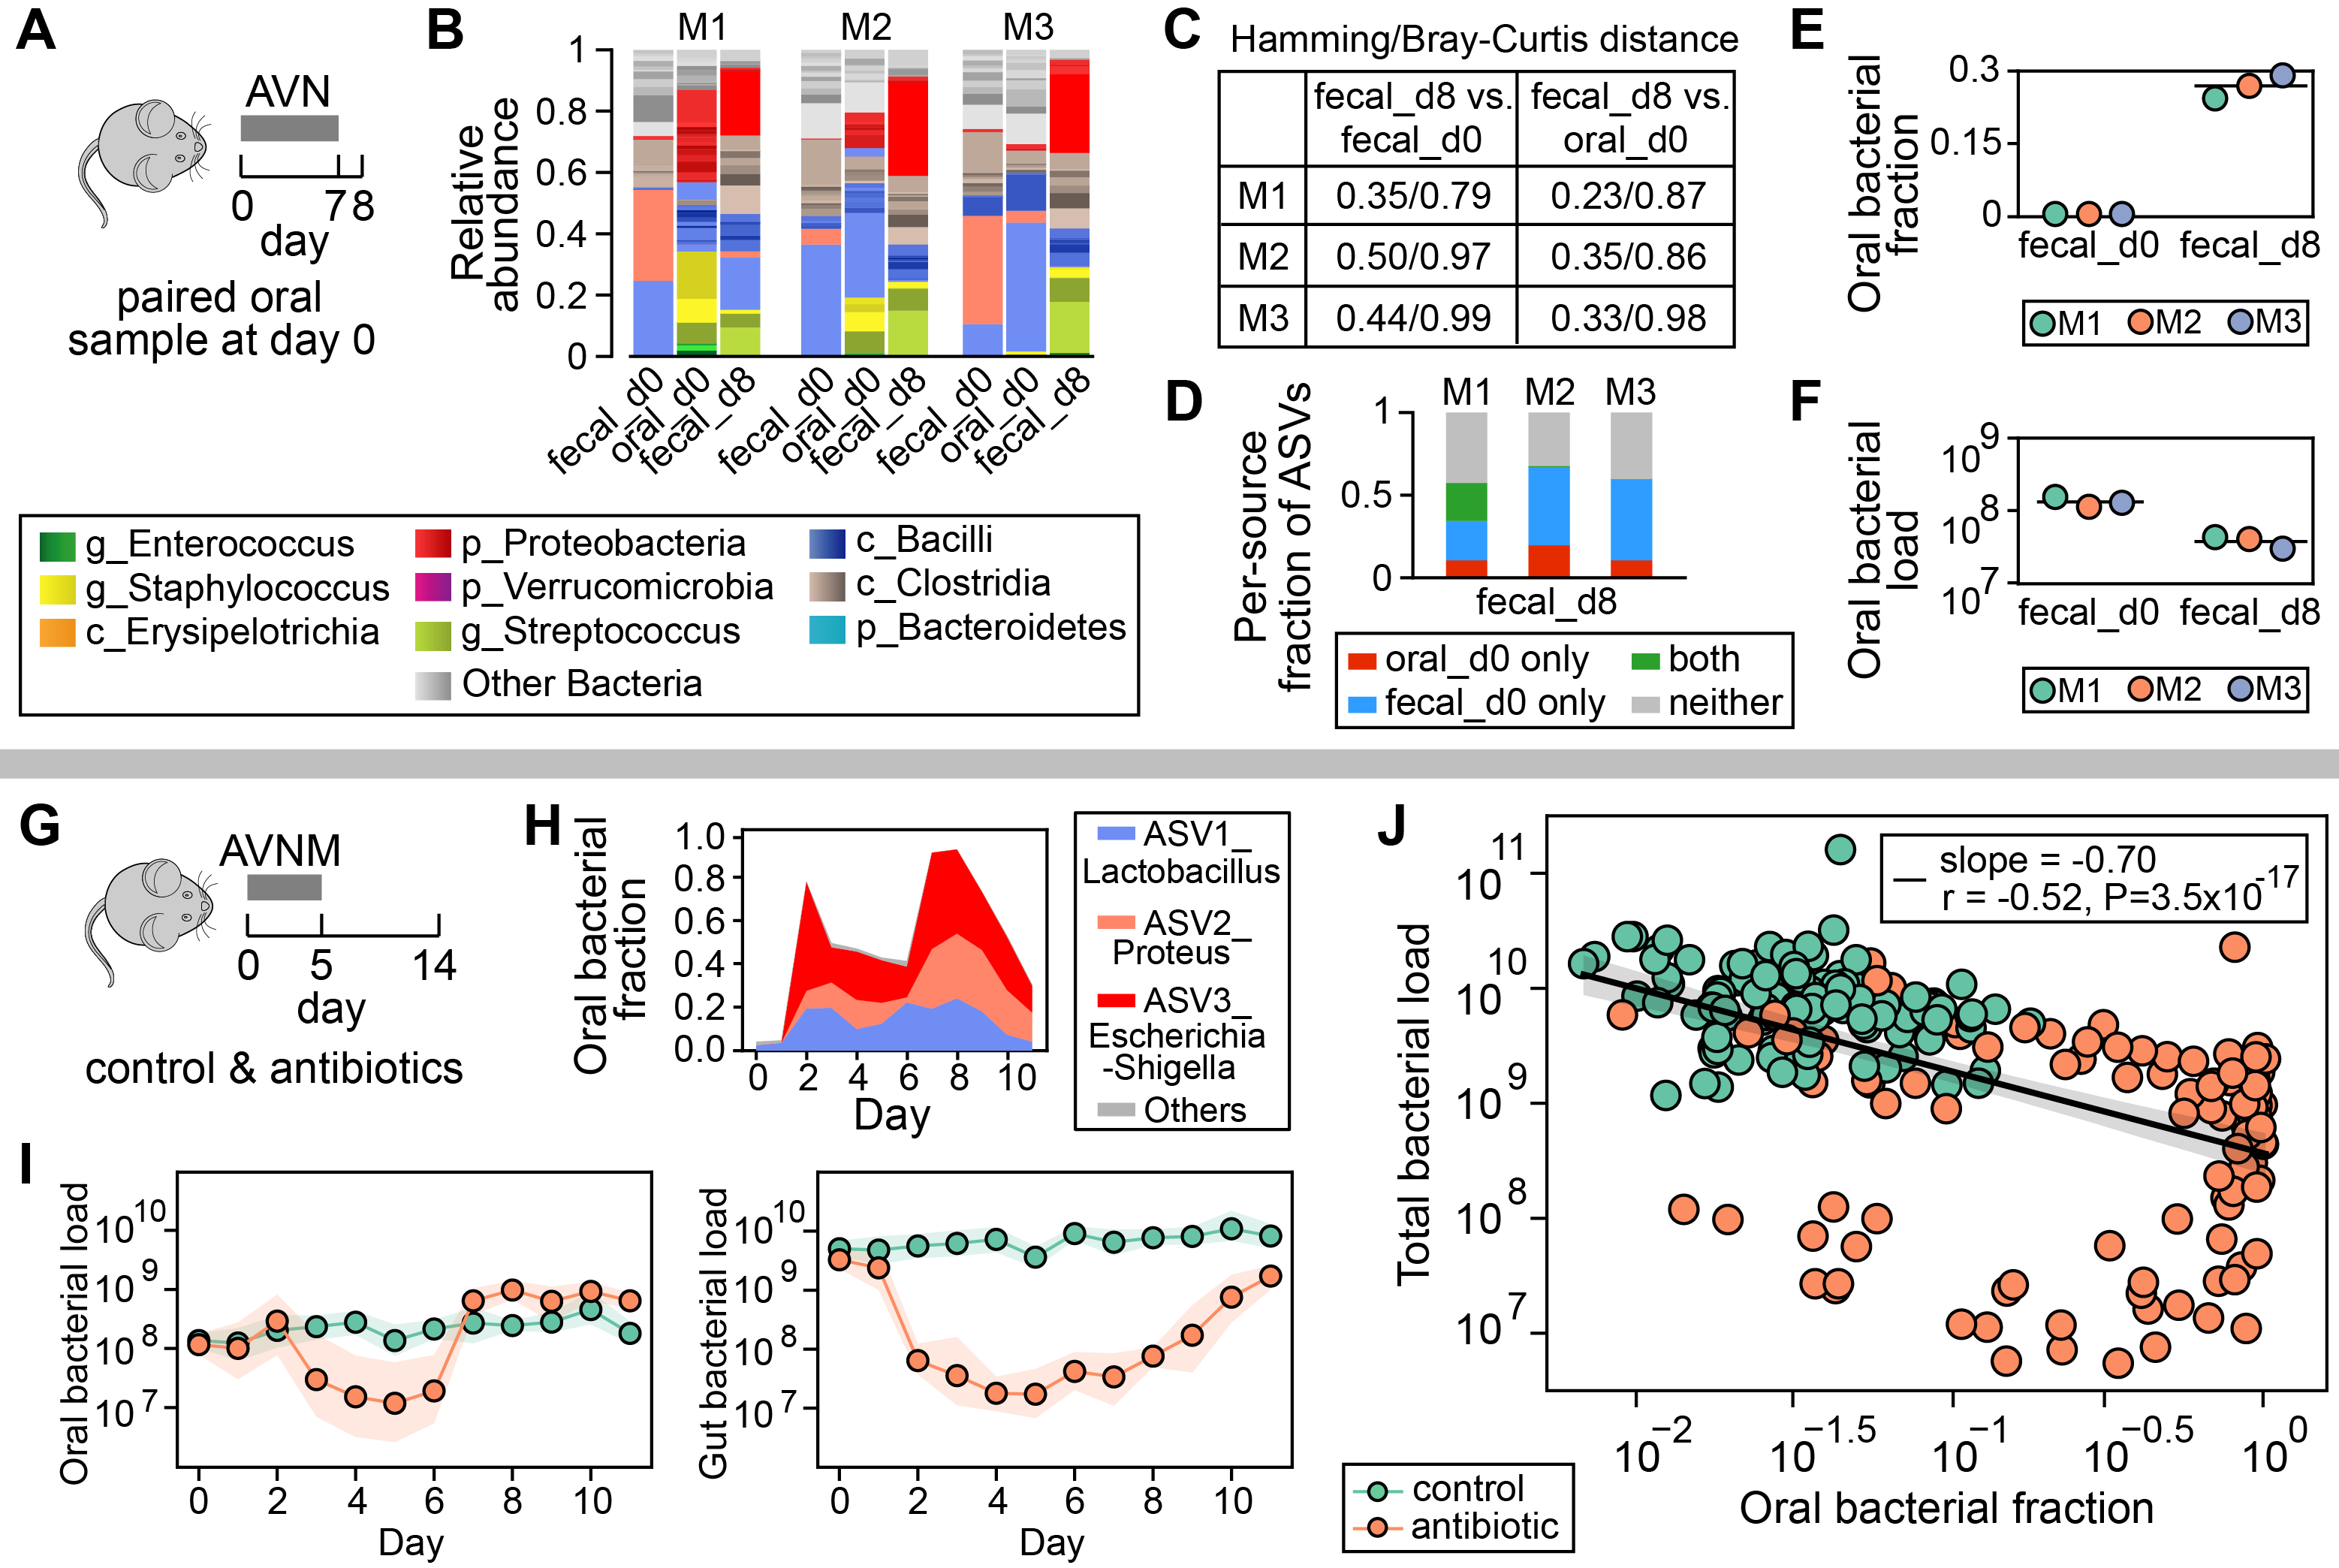 A
AVN
0
7
8
day
paired oral
sample at day 0
B
M1
M2
M3
Relative
abundance
1
0.8
0.6
0.4
0.2
0
fecal_d0
oral_d0
fecal_d8
fecal_d0
oral_d0
fecal_d8
fecal_d0
oral_d0
fecal_d8
g_Enterococcus
g_Staphylococcus
c_Erysipelotrichia
p_Proteobacteria
p_Verrucomicrobia
g_Streptococcus
Other Bacteria
c_Bacilli
c_Clostridia
p_Bacteroidetes
C
Hamming/Bray-Curtis distance
fecal_d8 vs. fecal_d0
fecal_d8 vs. oral_d0
M1 0.35/0.79 0.23/0.87
M2 0.50/0.97 0.35/0.86
M3 0.44/0.99 0.33/0.98
D
M1
M2
M3
Per-source
fraction of ASVs
1
0.5
0
fecal_d8
oral_d0 only
both
fecal_d0 only
neither
E
Oral bacterial
fraction
0.3
0.15
0
fecal_d0
fecal_d8
M1
M2
M3
F
Oral bacterial
load
10^9
10^8
10^7
fecal_d0
fecal_d8
M1
M2
M3
G
AVNM
0
5
14
day
control & antibiotics
H
Oral bacterial
fraction
1.0
0.8
0.6
0.4
0.2
0.0
0 2 4 6 8 10
Day
ASV1_
Lactobacillus
ASV2_
Proteus
ASV3_
Escherichia
-Shigella
Others
I
Oral bacterial load
10^10
10^9
10^8
10^7
0 2 4 6 8 10
Day
Gut bacterial load
10^10
10^9
10^8
10^7
0 2 4 6 8 10
Day
J
Total bacterial load
10^11
10^10
10^9
10^8
10^7
slope = -0.70
r = -0.52, P=3.5x10^-17
10^−2 10^−1.5 10^−1 10^−0.5 10^0
Oral bacterial fraction
control
antibiotic